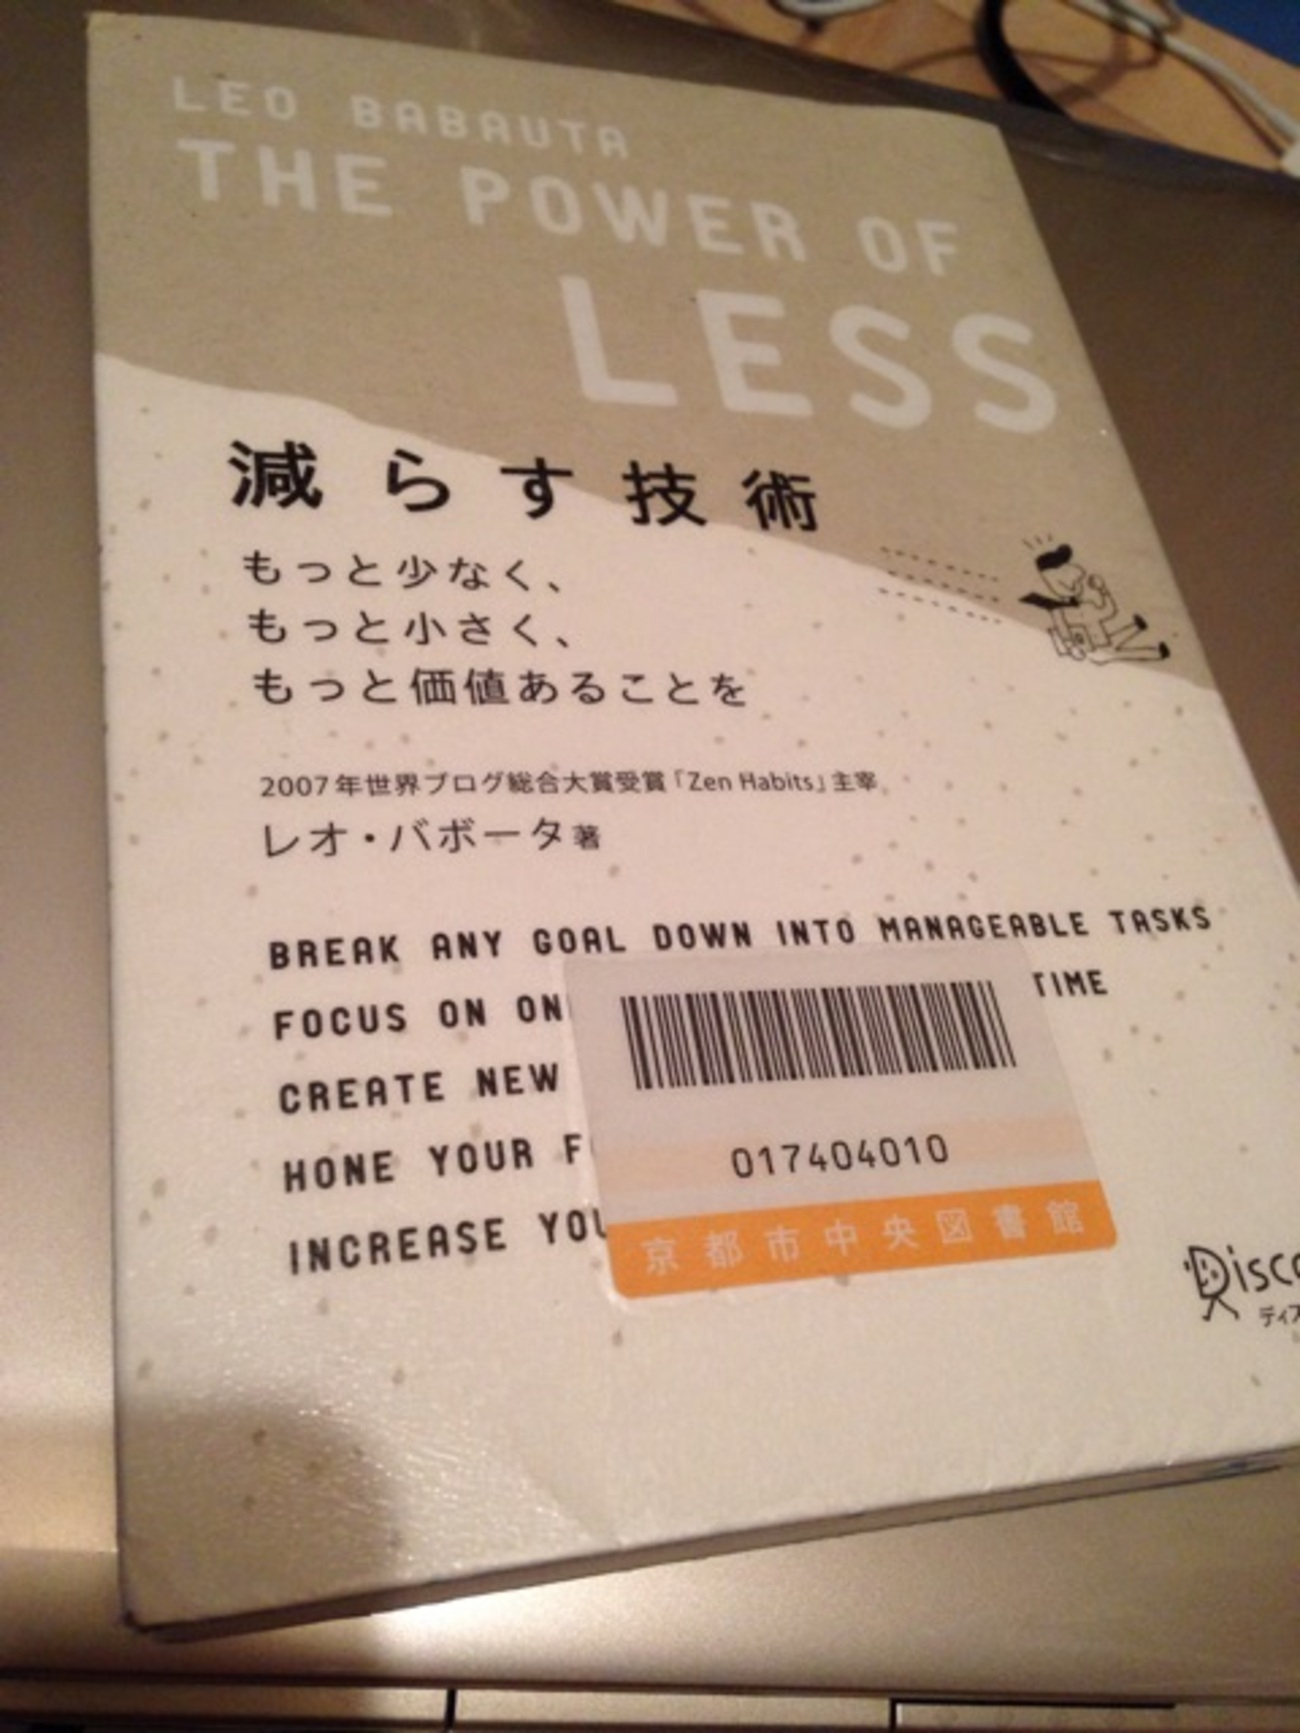 LEO BABAUTA
THE POWER OF
LESS
減らす技術
もっと少なく、
もっと小さく、
もっと価値あることを
2007年世界ブログ総合大賞受賞「Zen Habits」主宰
レオ・バボータ著
BREAK ANY GOAL DOWN INTO MANAGEABLE TASKS
FOCUS ON ON TIME
CREATE NEW
HONE YOUR F
INCREASE YOU
017404010
京都市中央図書館
Disc
ディス